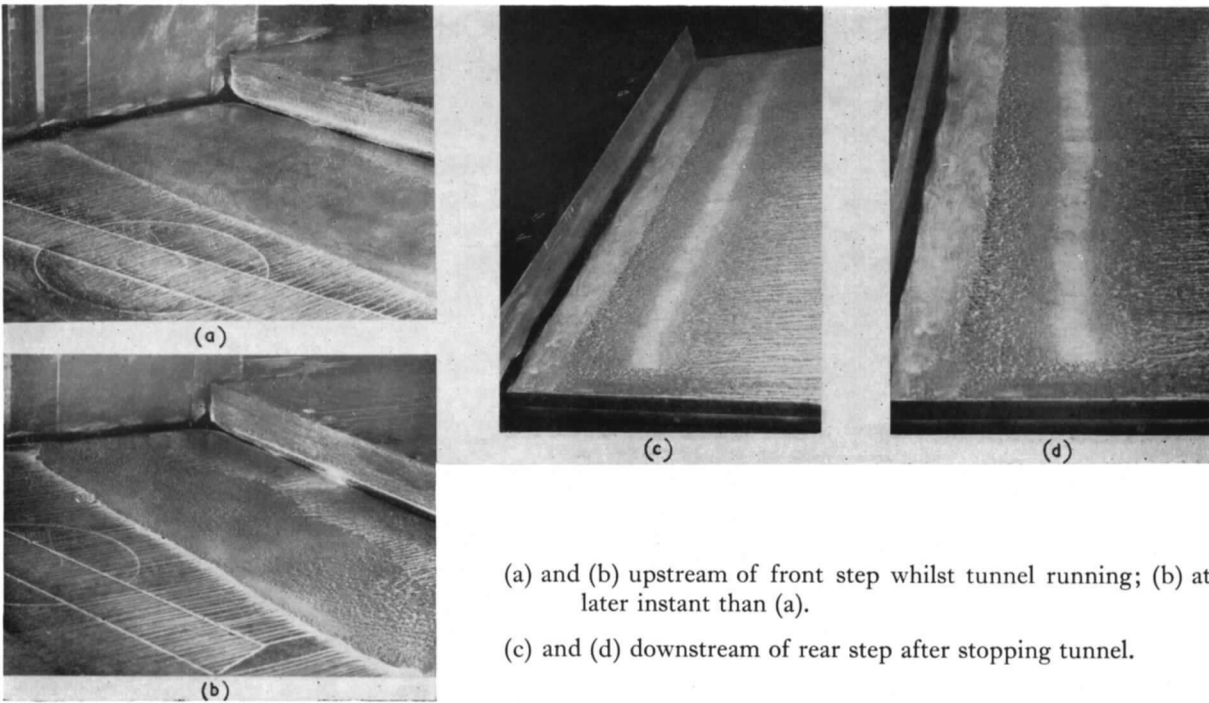 (a)
(b)
(c)
(d)
(a) and (b) upstream of front step whilst tunnel running; (b) at
later instant than (a).
(c) and (d) downstream of rear step after stopping tunnel.